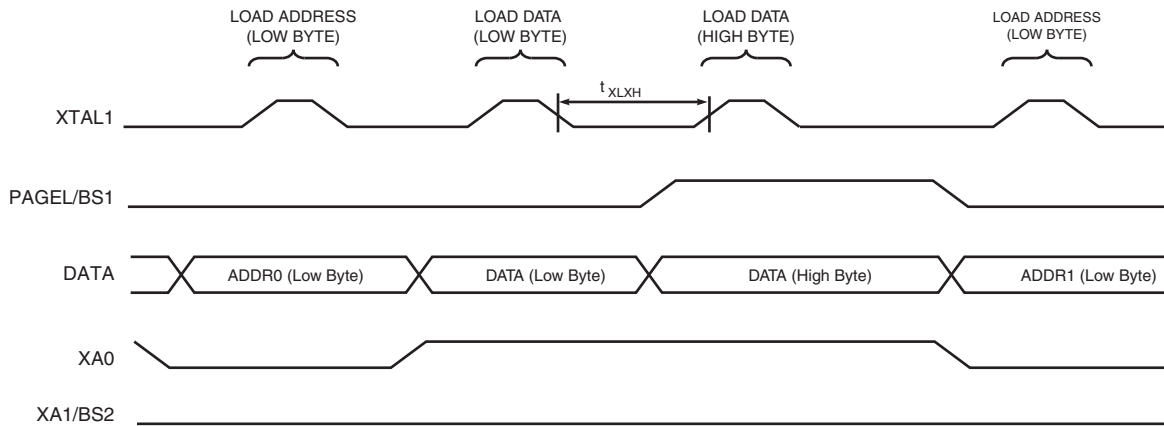 LOAD ADDRESS
(LOW BYTE)
LOAD DATA
(LOW BYTE)
LOAD DATA
(HIGH BYTE)
LOAD ADDRESS
(LOW BYTE)
t XLXH
XTAL1
PAGEL/BS1
DATA
ADDR0 (Low Byte)
DATA (Low Byte)
DATA (High Byte)
ADDR1 (Low Byte)
XA0
XA1/BS2